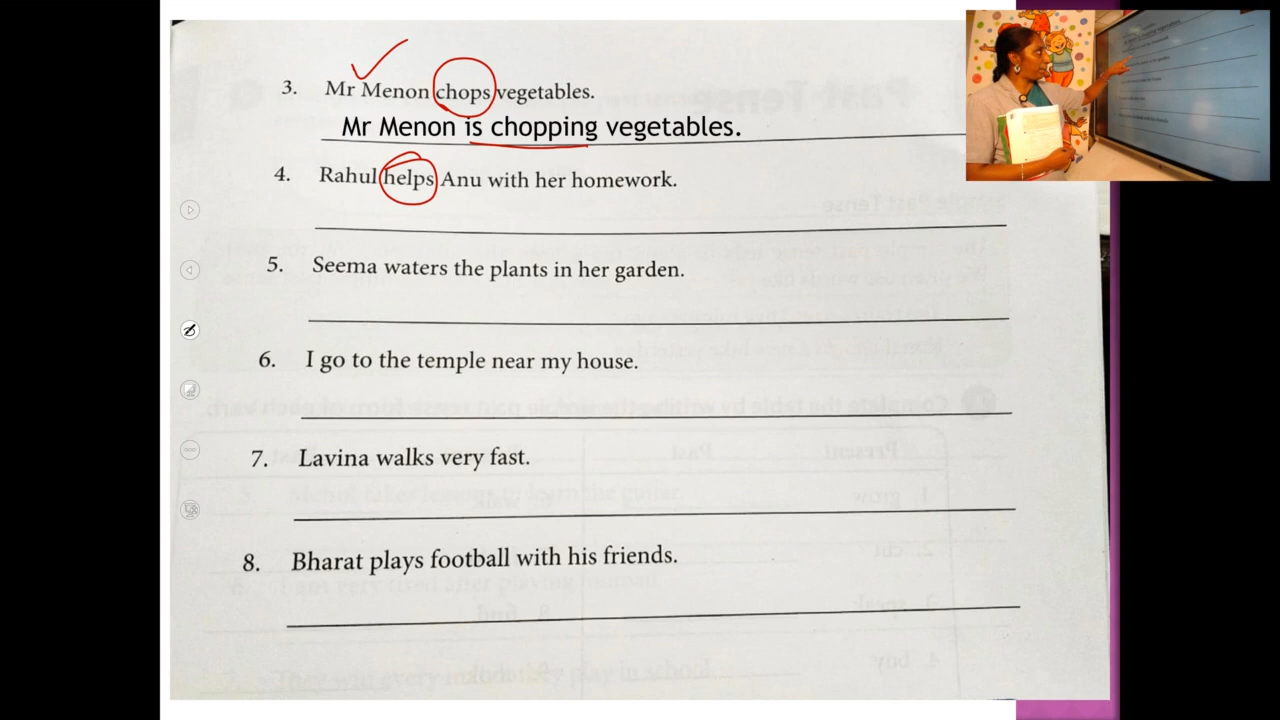 3. Mr Menon chops vegetables.
Mr Menon is chopping vegetables.
4. Rahul helps Anu with her homework.
5. Seema waters the plants in her garden.
6. I go to the temple near my house.
7. Lavina walks very fast.
8. Bharat plays football with his friends.